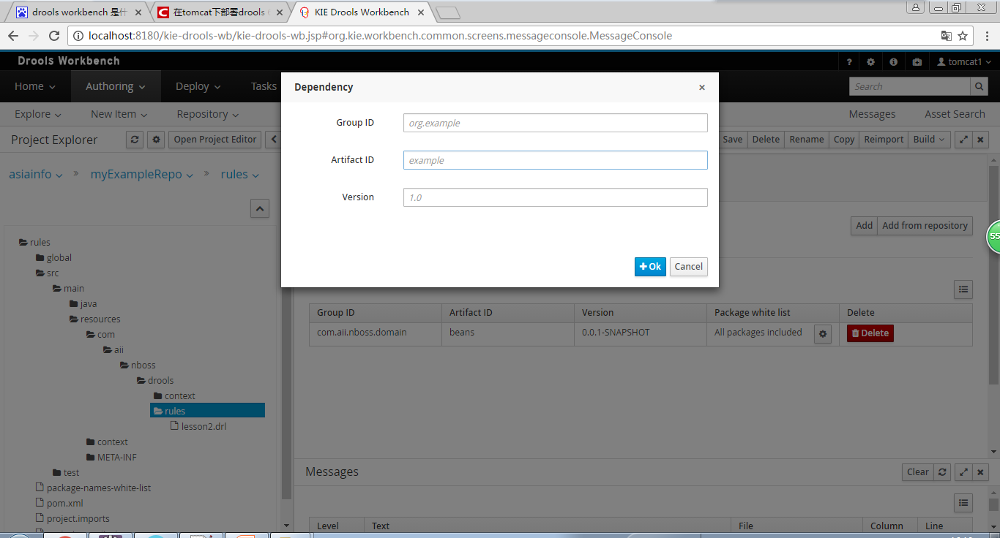 drools workbench 是什 × 在tomcat下部署drools × KIE Drools Workbench ×
localhost:8180/kie-drools-wb/kie-drools-wb.jsp#org.kie.workbench.common.screens.messageconsole.MessageConsole
Drools Workbench ? tomcat1
Home Authoring Deploy Tasks Search
Explore New Item Repository Messages Asset Search
Project Explorer Open Project Editor Save Delete Rename Copy Reimport Build
Dependency ×
Group ID org.example
Artifact ID example
Version 1.0
+ Ok Cancel
asiainfo » myExampleRepo » rules
Add Add from repository
55
rules
global
src
main
java
resources
com
aii
nboss
drools
context
rules
lesson2.drl
context
META-INF
test
package-names-white-list
pom.xml
project.imports
Group ID Artifact ID Version Package white list Delete
com.aii.nboss.domain beans 0.0.1-SNAPSHOT All packages included Delete
Messages Clear
Level Text File Column Line